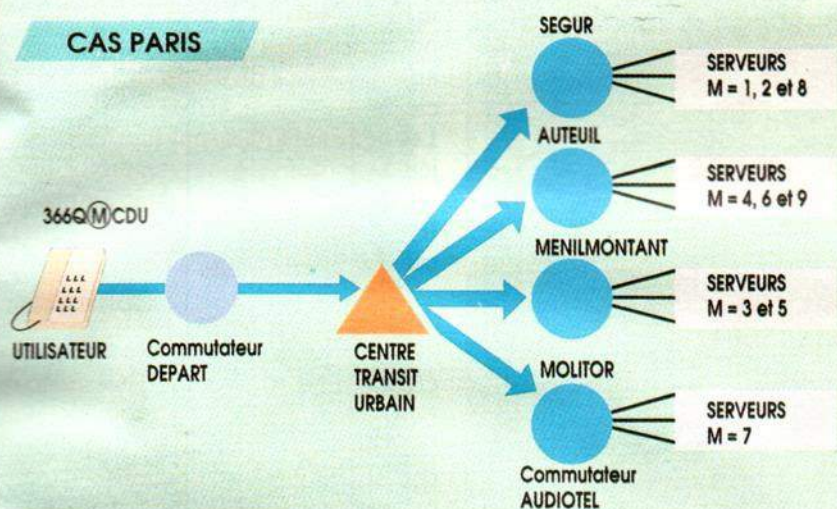 CAS PARIS
SEGUR
SERVEURS
M = 1, 2 et 8
AUTEUIL
SERVEURS
M = 4, 6 et 9
366QMCDU
MENILMONTANT
SERVEURS
M = 3 et 5
UTILISATEUR
Commutateur
DEPART
CENTRE
TRANSIT
URBAIN
MOLITOR
SERVEURS
M = 7
Commutateur
AUDIOTEL